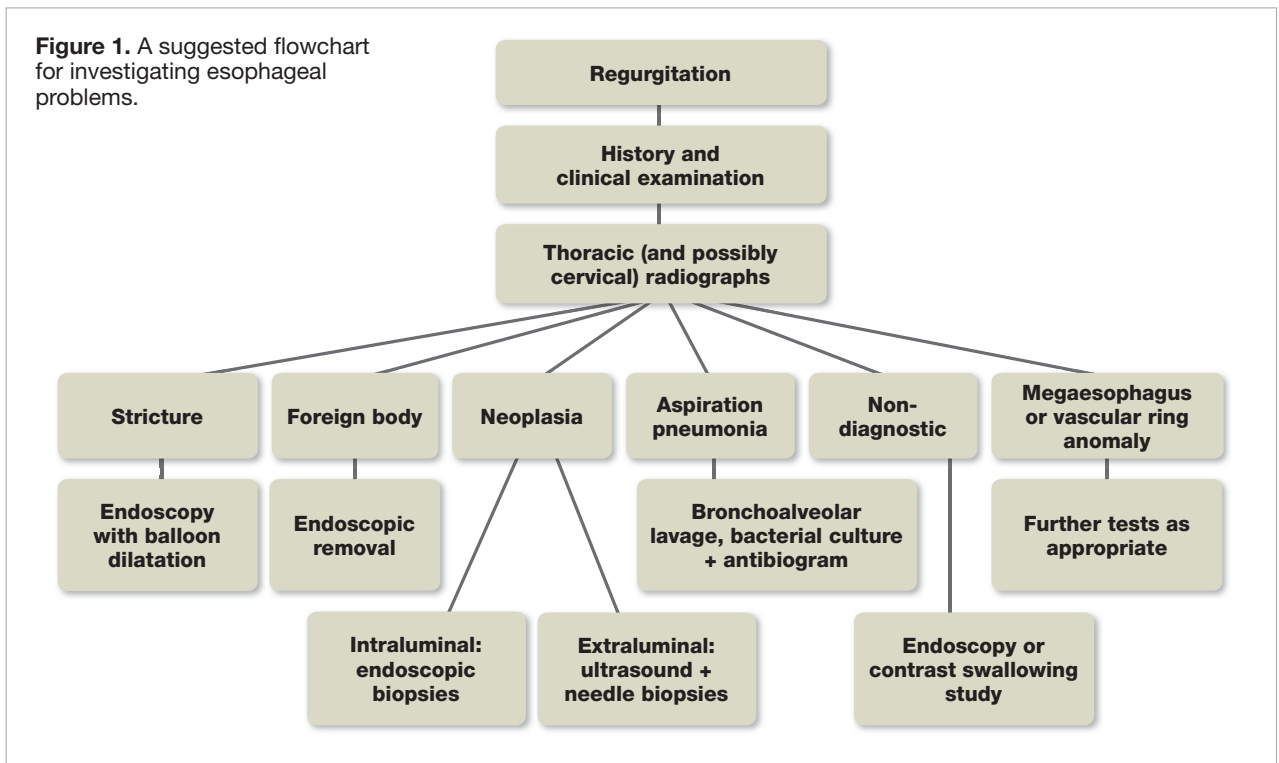 Figure 1. A suggested flowchart
for investigating esophageal
problems.
Regurgitation
History and
clinical examination
Thoracic (and possibly
cervical) radiographs
Stricture
Foreign body
Neoplasia
Aspiration
pneumonia
Non-
diagnostic
Megaesophagus
or vascular ring
anomaly
Endoscopy
with balloon
dilatation
Endoscopic
removal
Bronchoalveolar
lavage, bacterial culture
+ antibiogram
Further tests as
appropriate
Intraluminal:
endoscopic
biopsies
Extraluminal:
ultrasound +
needle biopsies
Endoscopy or
contrast swallowing
study